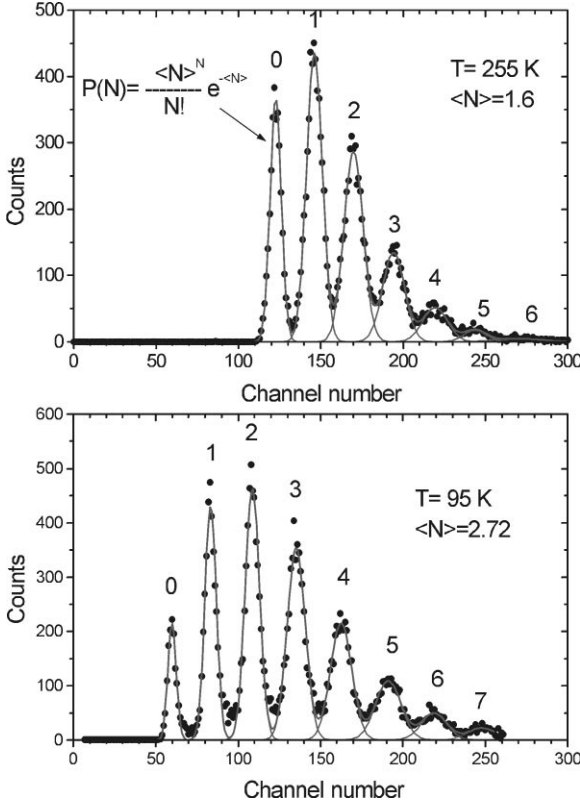 500
400
300
200
100
0
Counts
P(N)= <N>^N
-------- e^-<N>
N!
0
1
2
3
4
5
6
T= 255 K
<N>=1.6
0 50 100 150 200 250 300
Channel number
600
500
400
300
200
100
0
Counts
0
1
2
3
4
5
6
7
T= 95 K
<N>=2.72
0 50 100 150 200 250 300
Channel number